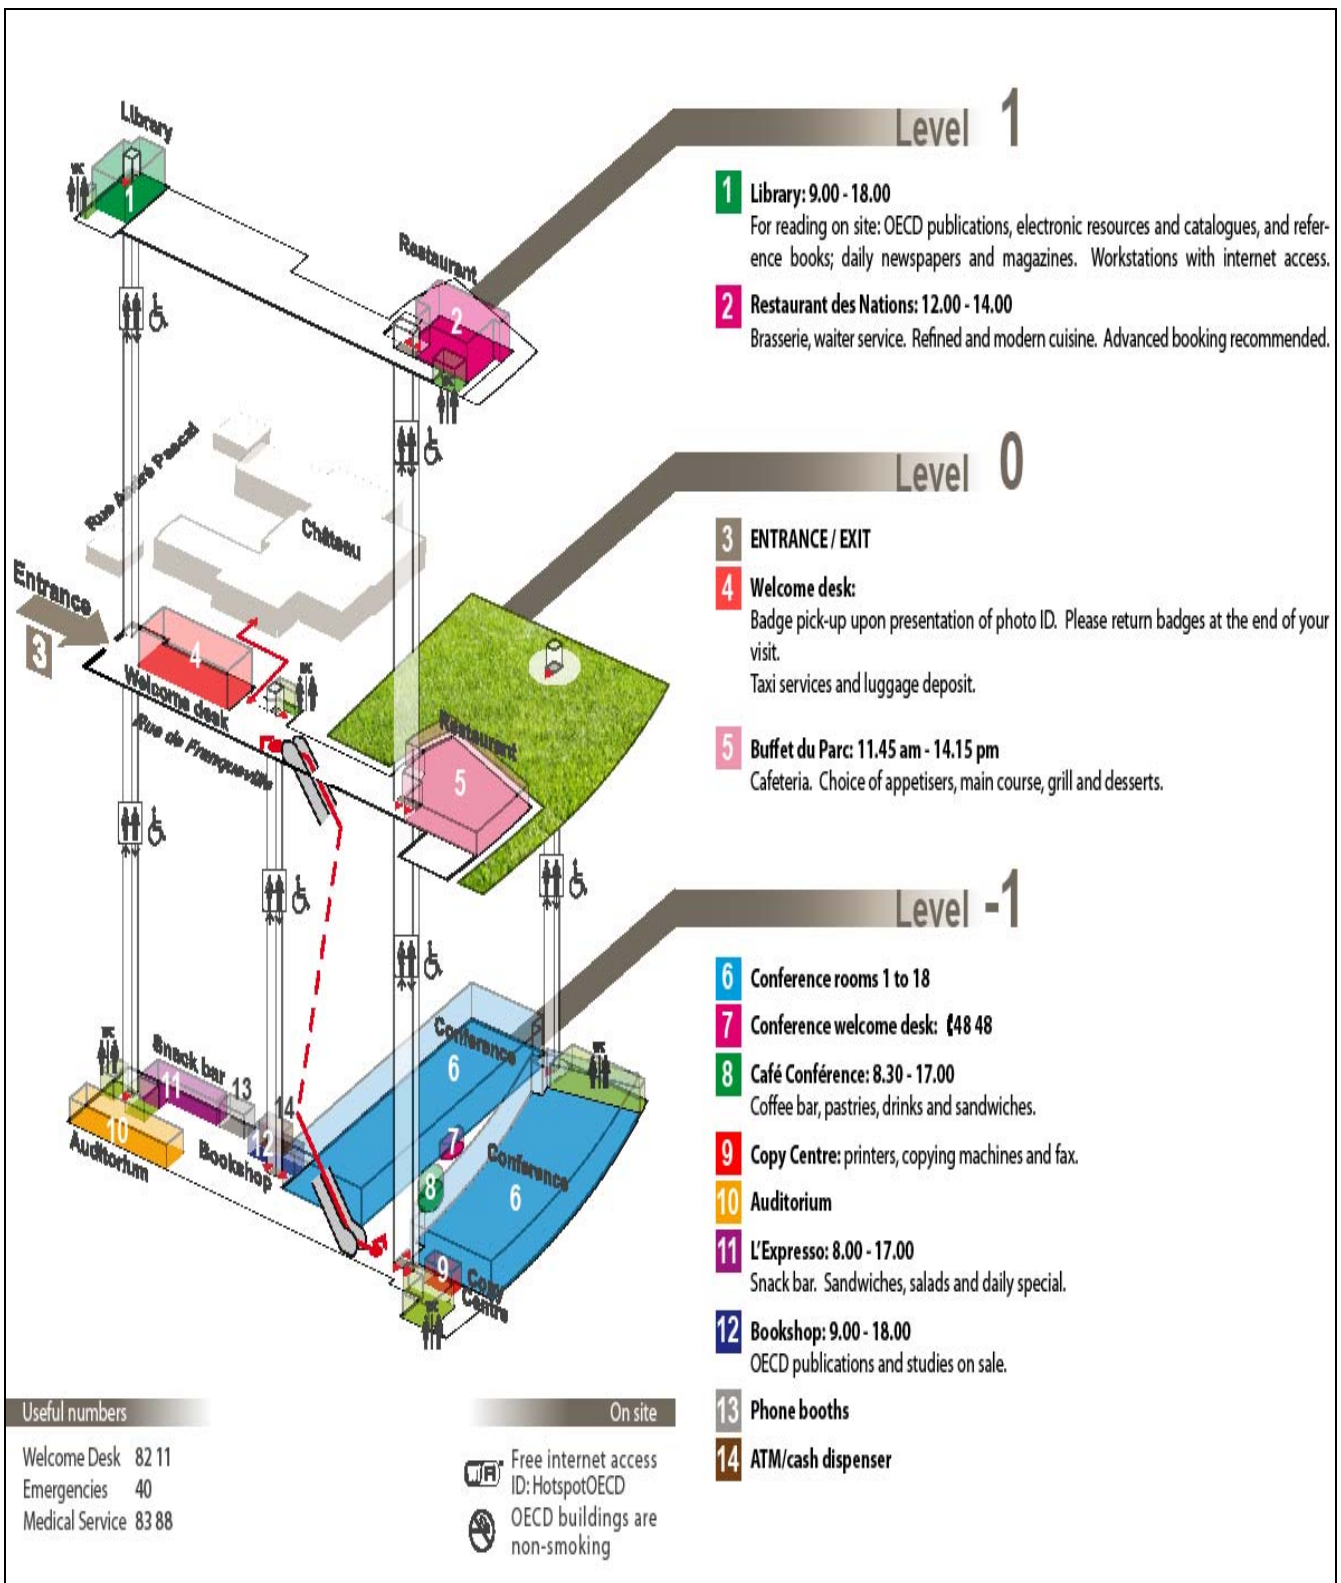 Level 1
1 Library: 9.00 - 18.00
For reading on site: OECD publications, electronic resources and catalogues, and refer-
ence books; daily newspapers and magazines. Workstations with internet access.
2 Restaurant des Nations: 12.00 - 14.00
Brasserie, waiter service. Refined and modern cuisine. Advanced booking recommended.
Library
WC
1
Restaurant
2
WC
Level 0
3 ENTRANCE / EXIT
4 Welcome desk:
Badge pick-up upon presentation of photo ID. Please return badges at the end of your
visit.
Taxi services and luggage deposit.
5 Buffet du Parc: 11.45 am - 14.15 pm
Cafeteria. Choice of appetisers, main course, grill and desserts.
Rue André Pascal
Château
Entrance
3
4
Welcome desk
WC
Rue de Franqueville
Restaurant
5
Level -1
6 Conference rooms 1 to 18
7 Conference welcome desk: 48 48
8 Café Conférence: 8.30 - 17.00
Coffee bar, pastries, drinks and sandwiches.
9 Copy Centre: printers, copying machines and fax.
10 Auditorium
11 L'Expresso: 8.00 - 17.00
Snack bar. Sandwiches, salads and daily special.
12 Bookshop: 9.00 - 18.00
OECD publications and studies on sale.
13 Phone booths
14 ATM/cash dispenser
WC
Snack bar
11
13
14
10
Auditorium
12
Bookshop
Conference
6
WC
7
8
Conference
6
9
Copy
Centre
WC
Useful numbers
Welcome Desk 82 11
Emergencies 40
Medical Service 83 88
On site
WiFi
Free internet access
ID: HotspotOECD
OECD buildings are
non-smoking